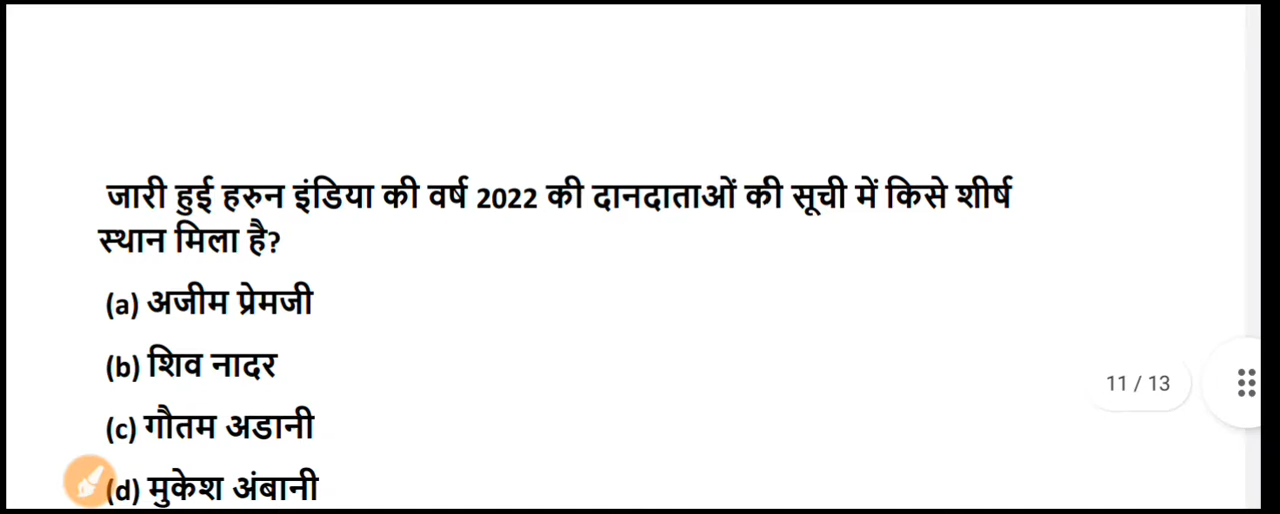 जारी हुई हरुन इंडिया की वर्ष 2022 की दानदाताओं की सूची में किसे शीर्ष
स्थान मिला है?
(a) अजीम प्रेमजी
(b) शिव नादर
11 / 13
(c) गौतम अडानी
(d) मुकेश अंबानी